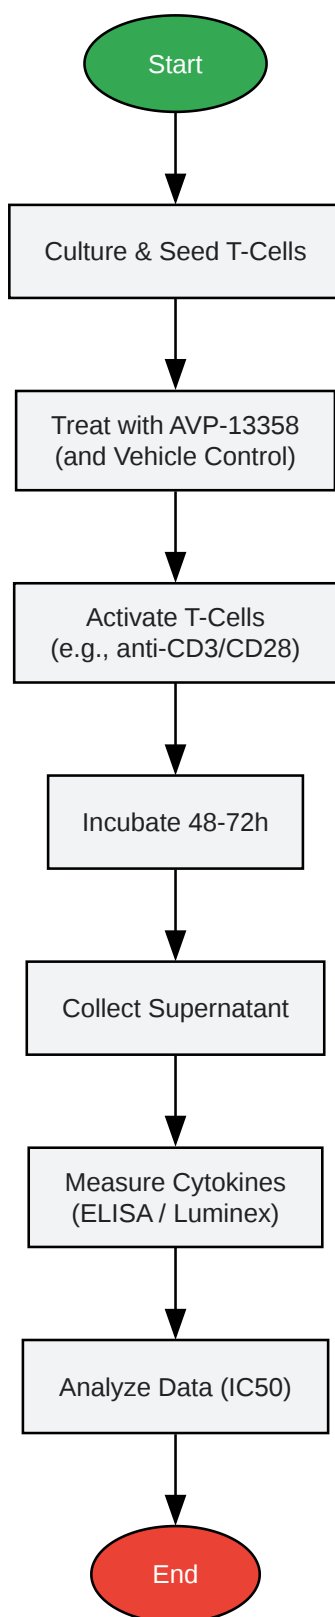 Start
Culture & Seed T-Cells
Treat with AVP-13358
(and Vehicle Control)
Activate T-Cells
(e.g., anti-CD3/CD28)
Incubate 48-72h
Collect Supernatant
Measure Cytokines
(ELISA / Luminex)
Analyze Data (IC50)
End